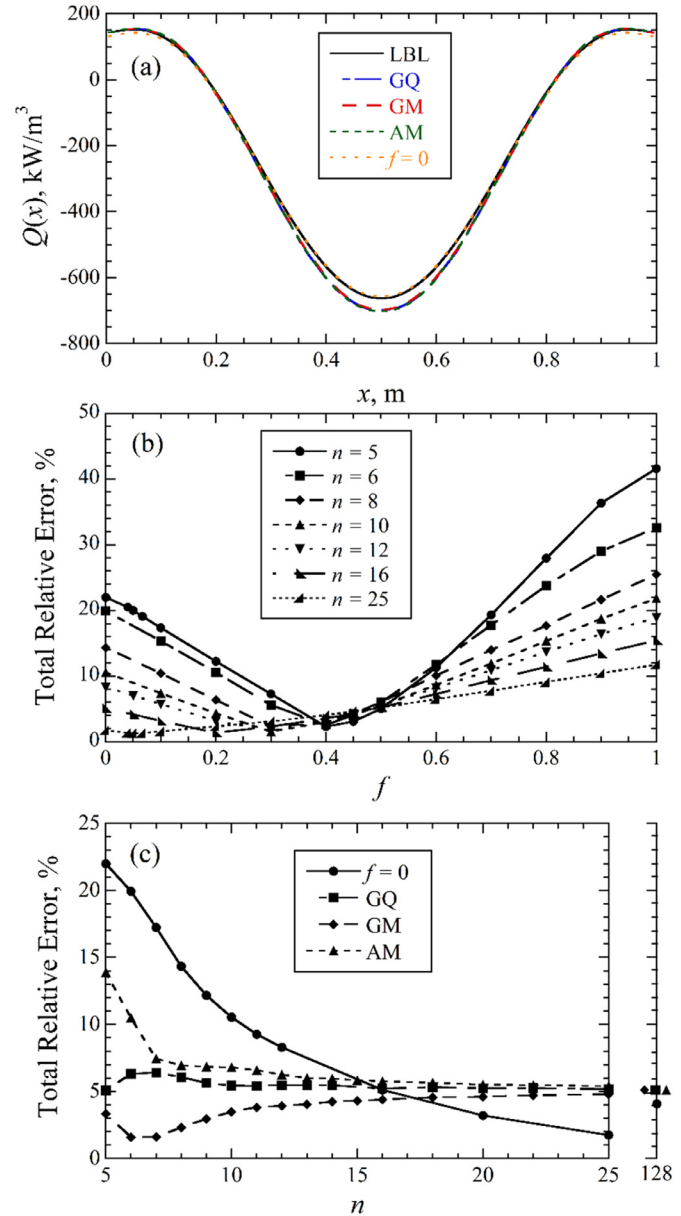 200
0
-200
-400
-600
-800
Q(x), kW/m³
(a)
LBL
GQ
GM
AM
f = 0
0 0.2 0.4 0.6 0.8 1
x, m
50
40
30
20
10
0
Total Relative Error, %
(b)
n = 5
n = 6
n = 8
n = 10
n = 12
n = 16
n = 25
0 0.2 0.4 0.6 0.8 1
f
25
20
15
10
5
0
Total Relative Error, %
(c)
f = 0
GQ
GM
AM
5 10 15 20 25 128
n